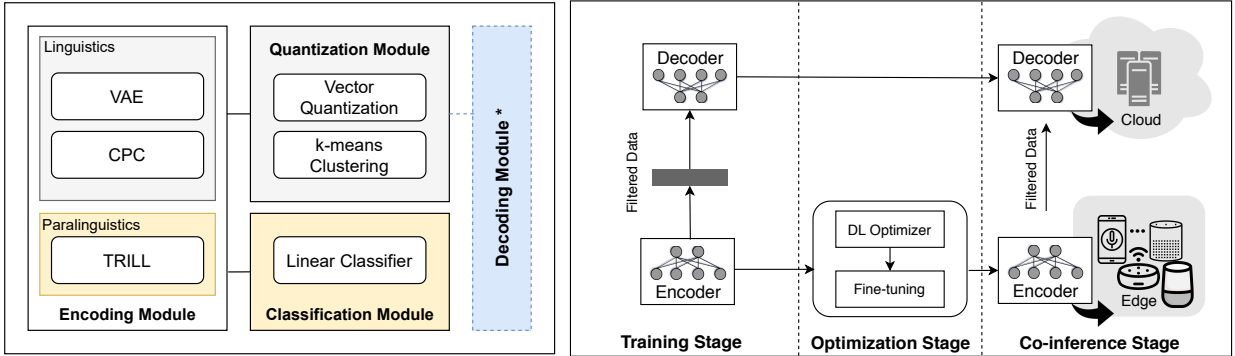 Linguistics
VAE
CPC
Paralinguistics
TRILL
Encoding Module
Quantization Module
Vector
Quantization
k-means
Clustering
Linear Classifier
Classification Module
Decoding Module *
Decoder
Filtered Data
Encoder
Training Stage
DL Optimizer
Fine-tuning
Optimization Stage
Decoder
Cloud
Filtered Data
Encoder
Edge
Co-inference Stage